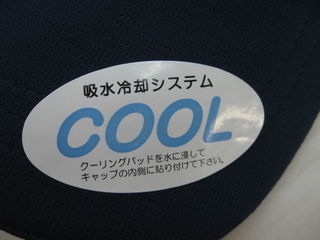 吸水冷却システム
COOL
クーリングパッドを水に浸して
キャップの内側に貼り付けて下さい。